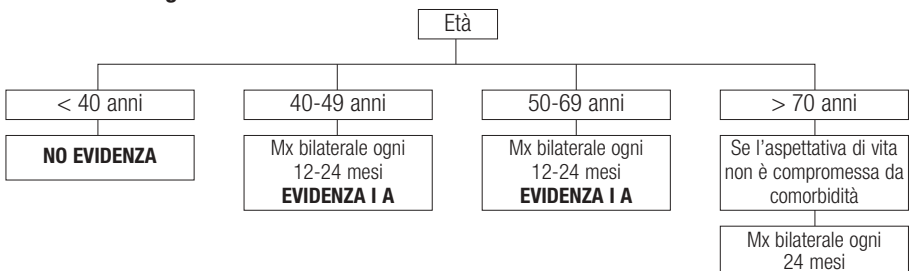 Età
< 40 anni
NO EVIDENZA
40-49 anni
Mx bilaterale ogni
12-24 mesi
EVIDENZA I A
50-69 anni
Mx bilaterale ogni
12-24 mesi
EVIDENZA I A
> 70 anni
Se l'aspettativa di vita
non è compromessa da
comorbidità
Mx bilaterale ogni
24 mesi